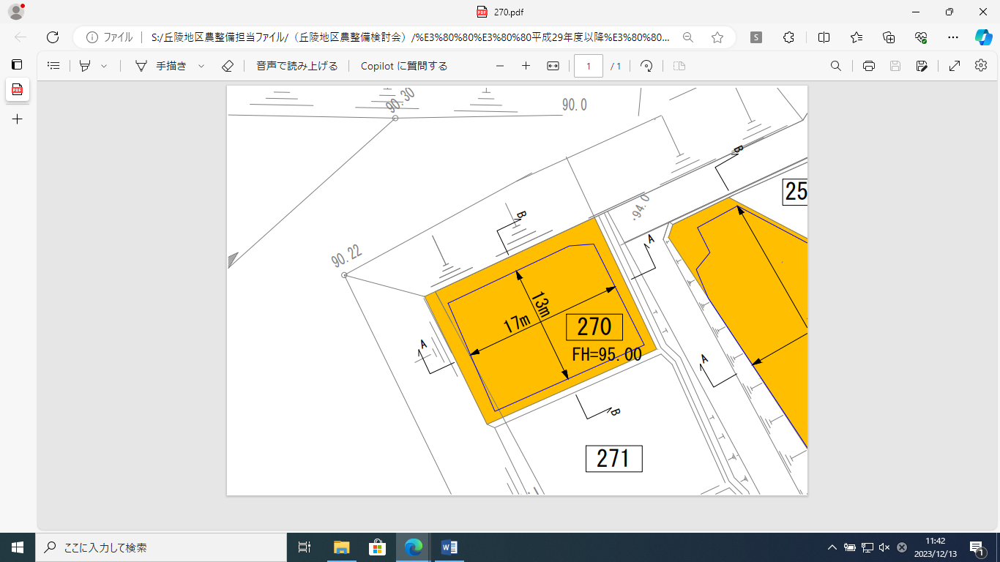 270.pdf
ファイル
S:/丘陵地区農整備担当ファイル/（丘陵地区農整備検討会）/%E3%80%80%E3%80%80平成29年度以降%E3%80%80...
S
手描き
音声で読み上げる
Copilot に質問する
1
/ 1
90.30
90.0
B
25
94.0
B
A
90.22
13m
17m
270
A
FH=95.00
A
B
271
ここに入力して検索
11:42
2023/12/13
1